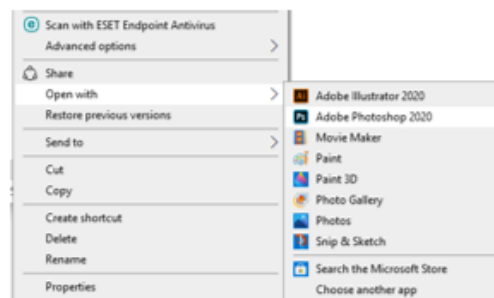 Scan with ESET Endpoint Antivirus
Advanced options
Share
Open with
Restore previous versions
Send to
Cut
Copy
Create shortcut
Delete
Rename
Properties
Ai Adobe Illustrator 2020
Ps Adobe Photoshop 2020
Movie Maker
Paint
Paint 3D
Photo Gallery
Photos
Snip & Sketch
Search the Microsoft Store
Choose another app